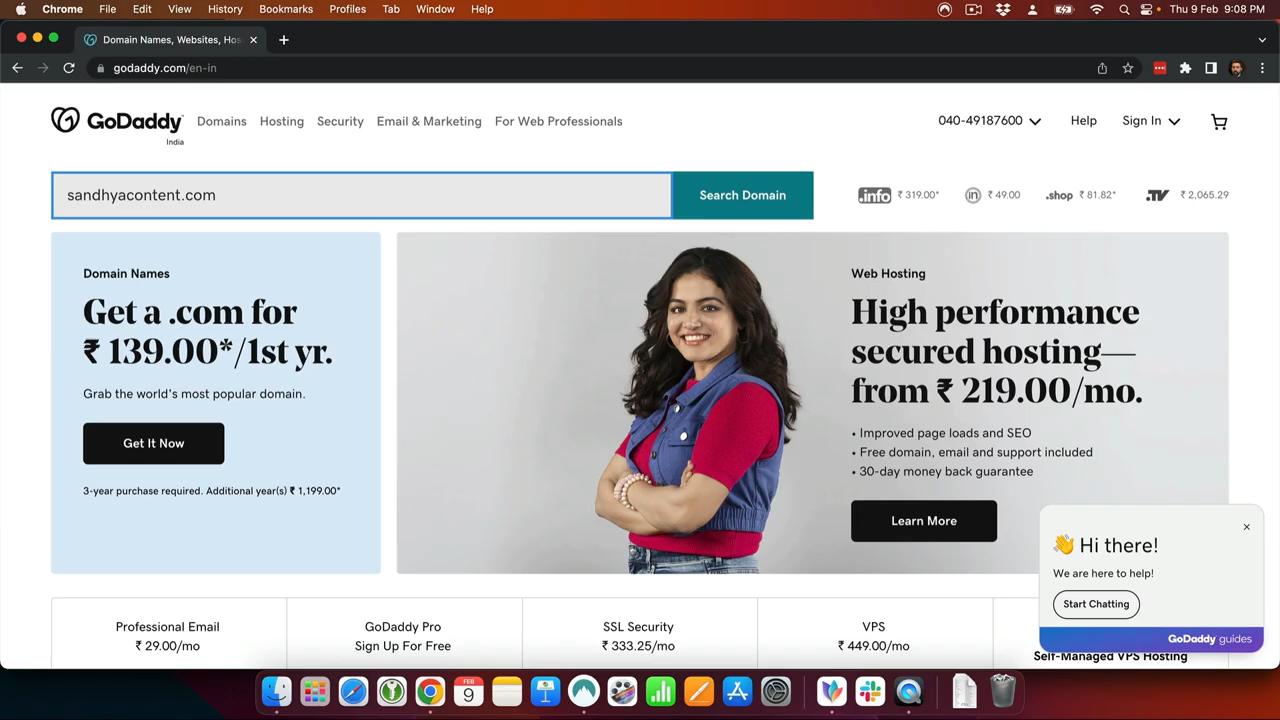 Chrome File Edit View History Bookmarks Profiles Tab Window Help Thu 9 Feb 9:08 PM
Domain Names, Websites, Hos
godaddy.com/en-in
GoDaddy Domains Hosting Security Email & Marketing For Web Professionals 040-49187600 Help Sign In
India
sandhyacontent.com Search Domain .info ₹ 319.00* in ₹ 49.00 .shop ₹ 81.82* .TV ₹ 2,065.29
Domain Names
Get a .com for
₹ 139.00*/1st yr.
Grab the world's most popular domain.
Get It Now
3-year purchase required. Additional year(s) ₹ 1,199.00*
Web Hosting
High performance
secured hosting—
from ₹ 219.00/mo.
• Improved page loads and SEO
• Free domain, email and support included
• 30-day money back guarantee
Learn More
👋 Hi there!
We are here to help!
Start Chatting
GoDaddy guides
Professional Email
₹ 29.00/mo
GoDaddy Pro
Sign Up For Free
SSL Security
₹ 333.25/mo
VPS
₹ 449.00/mo
Self-Managed VPS Hosting
FEB
9